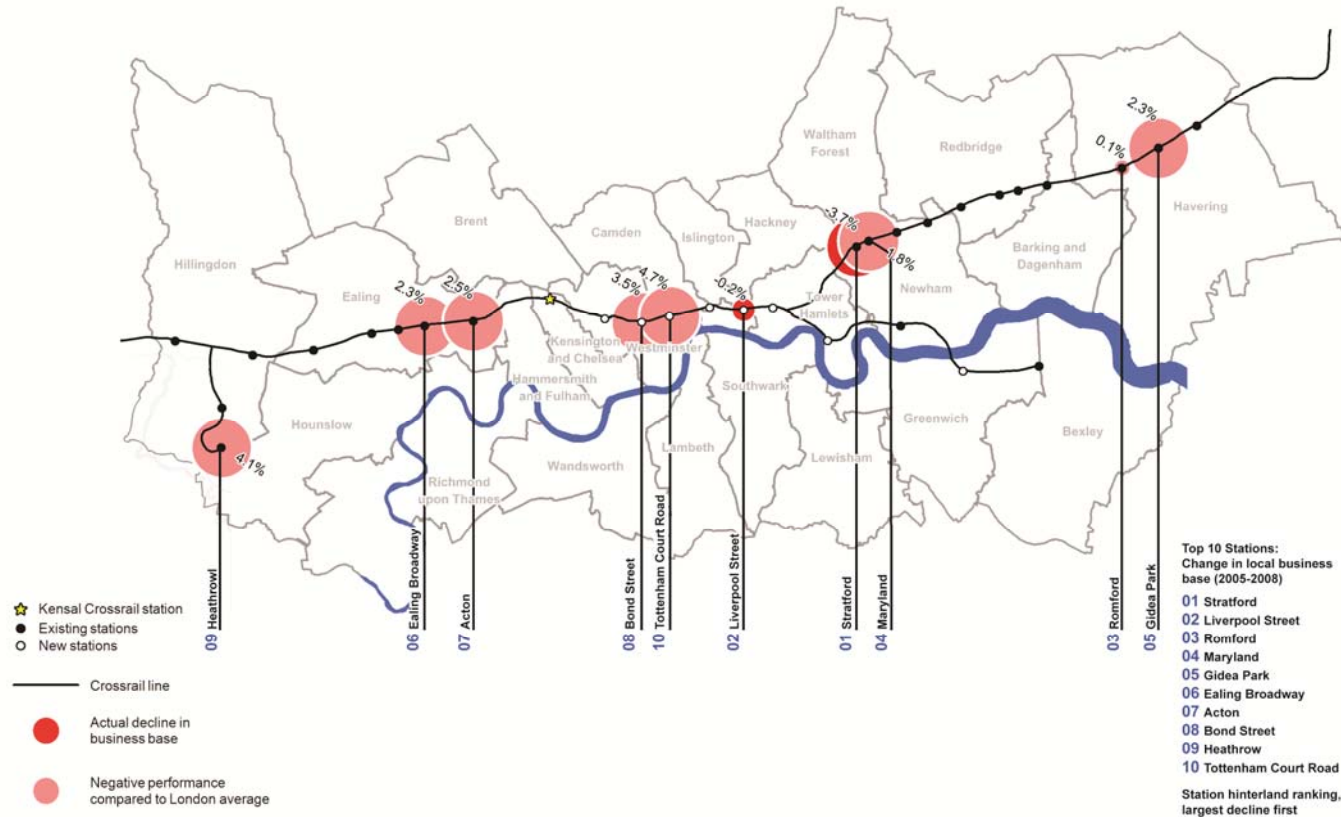 2.3%
0.1%
Waltham
Forest
Redbridge
Havering
-3.7%
1.8%
Brent
Camden
Islington
Hackney
Barking and
Dagenham
Hillingdon
Ealing
2.3%
2.5%
3.5%
4.7%
-0.2%
Tower
Hamlets
Newham
Kensington
and Chelsea
Westminster
Hammersmith
and Fulham
Southwark
Greenwich
Hounslow
4.1%
Richmond
upon Thames
Wandsworth
Lambeth
Lewisham
Bexley
09 Heathrowl
06 Ealing Broadway
07 Acton
08 Bond Street
10 Tottenham Court Road
02 Liverpool Street
01 Stratford
04 Maryland
03 Romford
05 Gidea Park
Kensal Crossrail station
Existing stations
New stations
Crossrail line
Actual decline in
business base
Negative performance
compared to London average
Top 10 Stations:
Change in local business
base (2005-2008)
01 Stratford
02 Liverpool Street
03 Romford
04 Maryland
05 Gidea Park
06 Ealing Broadway
07 Acton
08 Bond Street
09 Heathrow
10 Tottenham Court Road
Station hinterland ranking,
largest decline first